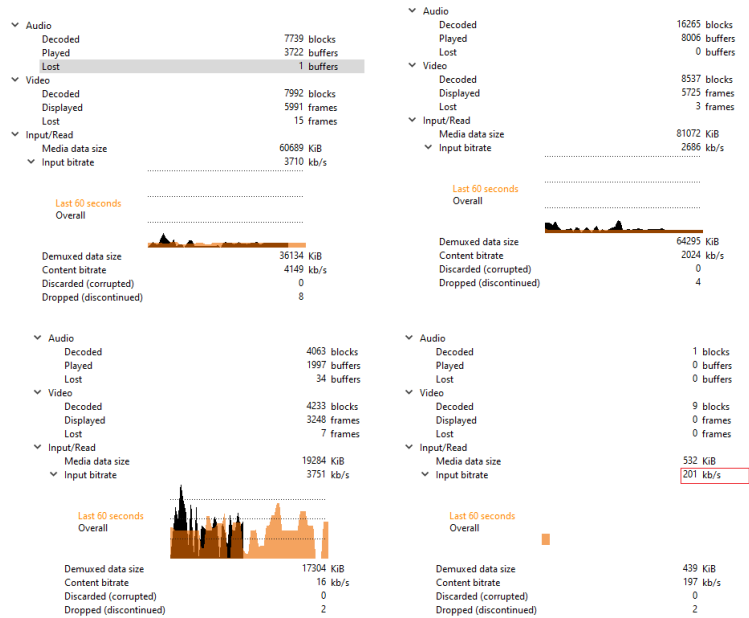 Audio
Decoded 7739 blocks
Played 3722 buffers
Lost 1 buffers
Video
Decoded 7992 blocks
Displayed 5991 frames
Lost 15 frames
Input/Read
Media data size 60689 KiB
Input bitrate 3710 kb/s
Last 60 seconds
Overall
Demuxed data size 36134 KiB
Content bitrate 4149 kb/s
Discarded (corrupted) 0
Dropped (discontinued) 8
Audio
Decoded 16265 blocks
Played 8006 buffers
Lost 0 buffers
Video
Decoded 8537 blocks
Displayed 5725 frames
Lost 3 frames
Input/Read
Media data size 81072 KiB
Input bitrate 2686 kb/s
Last 60 seconds
Overall
Demuxed data size 64295 KiB
Content bitrate 2024 kb/s
Discarded (corrupted) 0
Dropped (discontinued) 4
Audio
Decoded 4063 blocks
Played 1997 buffers
Lost 34 buffers
Video
Decoded 4233 blocks
Displayed 3248 frames
Lost 7 frames
Input/Read
Media data size 19284 KiB
Input bitrate 3751 kb/s
Last 60 seconds
Overall
Demuxed data size 17304 KiB
Content bitrate 16 kb/s
Discarded (corrupted) 0
Dropped (discontinued) 2
Audio
Decoded 1 blocks
Played 0 buffers
Lost 0 buffers
Video
Decoded 9 blocks
Displayed 0 frames
Lost 0 frames
Input/Read
Media data size 532 KiB
Input bitrate 201 kb/s
Last 60 seconds
Overall
Demuxed data size 439 KiB
Content bitrate 197 kb/s
Discarded (corrupted) 0
Dropped (discontinued) 2